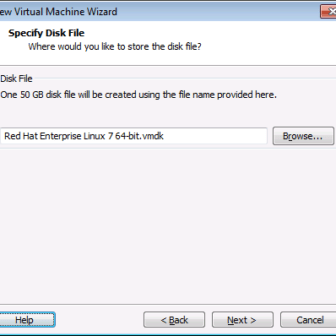 ew Virtual Machine Wizard
Specify Disk File
Where would you like to store the disk file?
Disk File
One 50 GB disk file will be created using the file name provided here.
Red Hat Enterprise Linux 7 64-bit.vmdk
Browse...
Help
< Back
Next >
Cancel